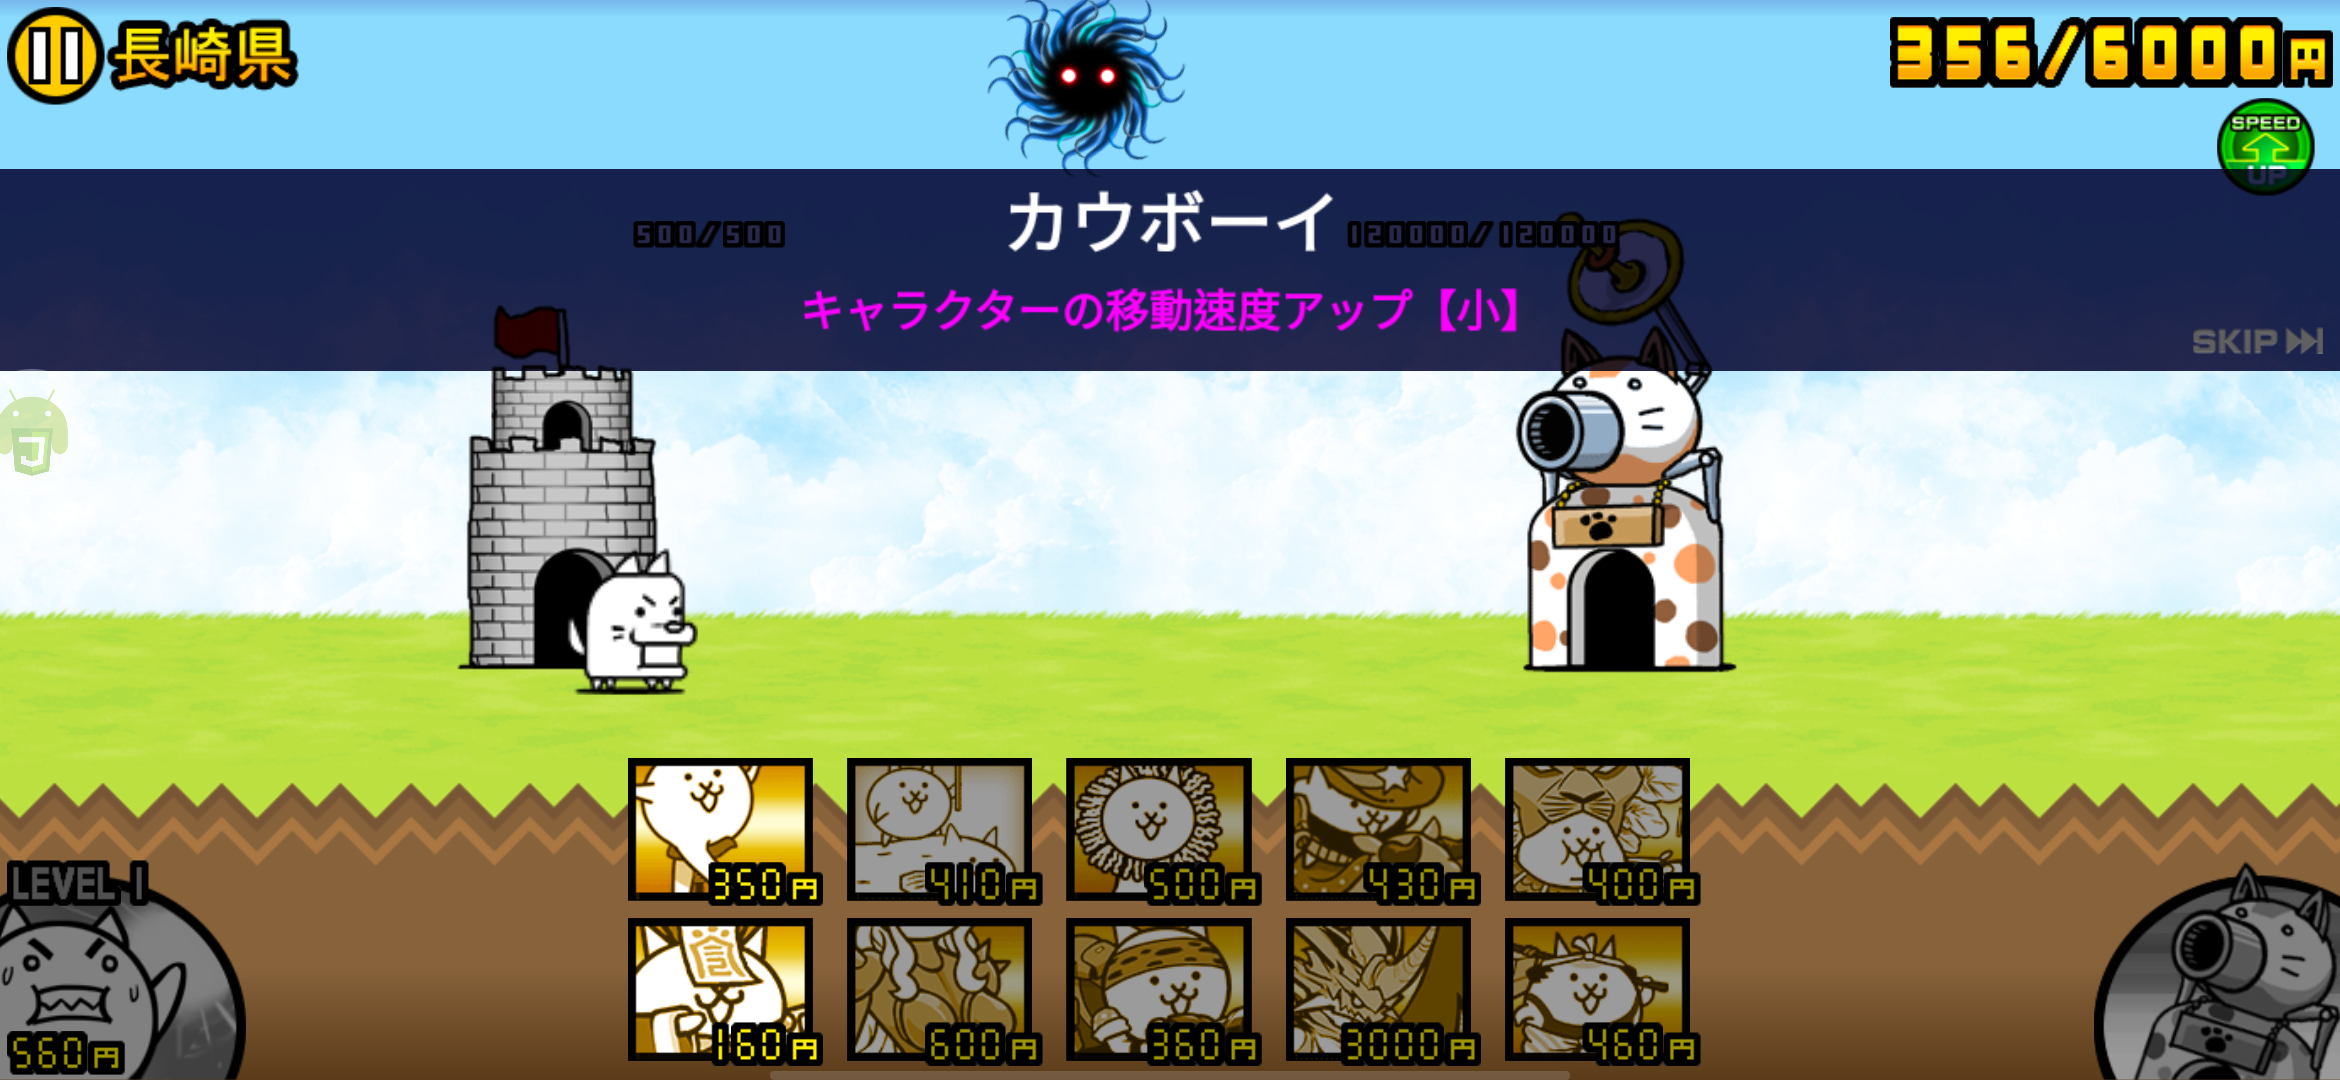 長崎県
356/6000円
SPEED
UP
カウボーイ
500/500
120000/120000
キャラクターの移動速度アップ【小】
SKIP
J
350円
410円
500円
430円
400円
LEVEL 1
160円
600円
360円
3000円
460円
560円